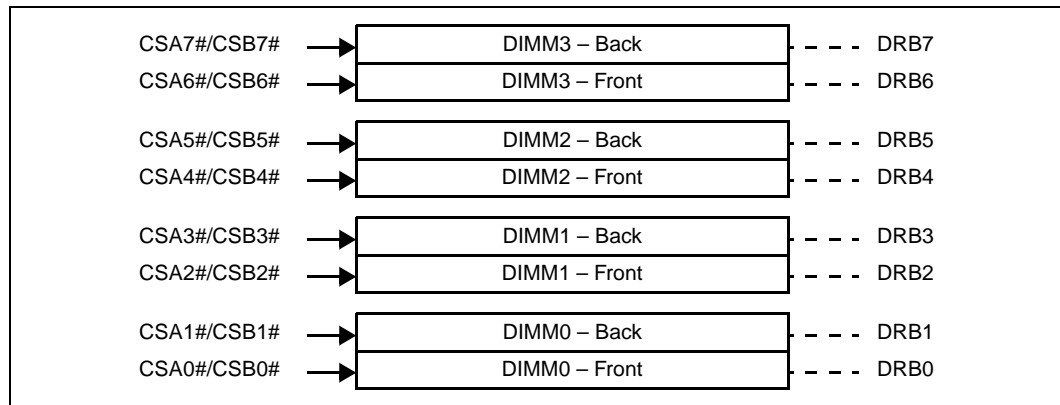 CSA7#/CSB7# DIMM3 – Back DRB7
CSA6#/CSB6# DIMM3 – Front DRB6
CSA5#/CSB5# DIMM2 – Back DRB5
CSA4#/CSB4# DIMM2 – Front DRB4
CSA3#/CSB3# DIMM1 – Back DRB3
CSA2#/CSB2# DIMM1 – Front DRB2
CSA1#/CSB1# DIMM0 – Back DRB1
CSA0#/CSB0# DIMM0 – Front DRB0